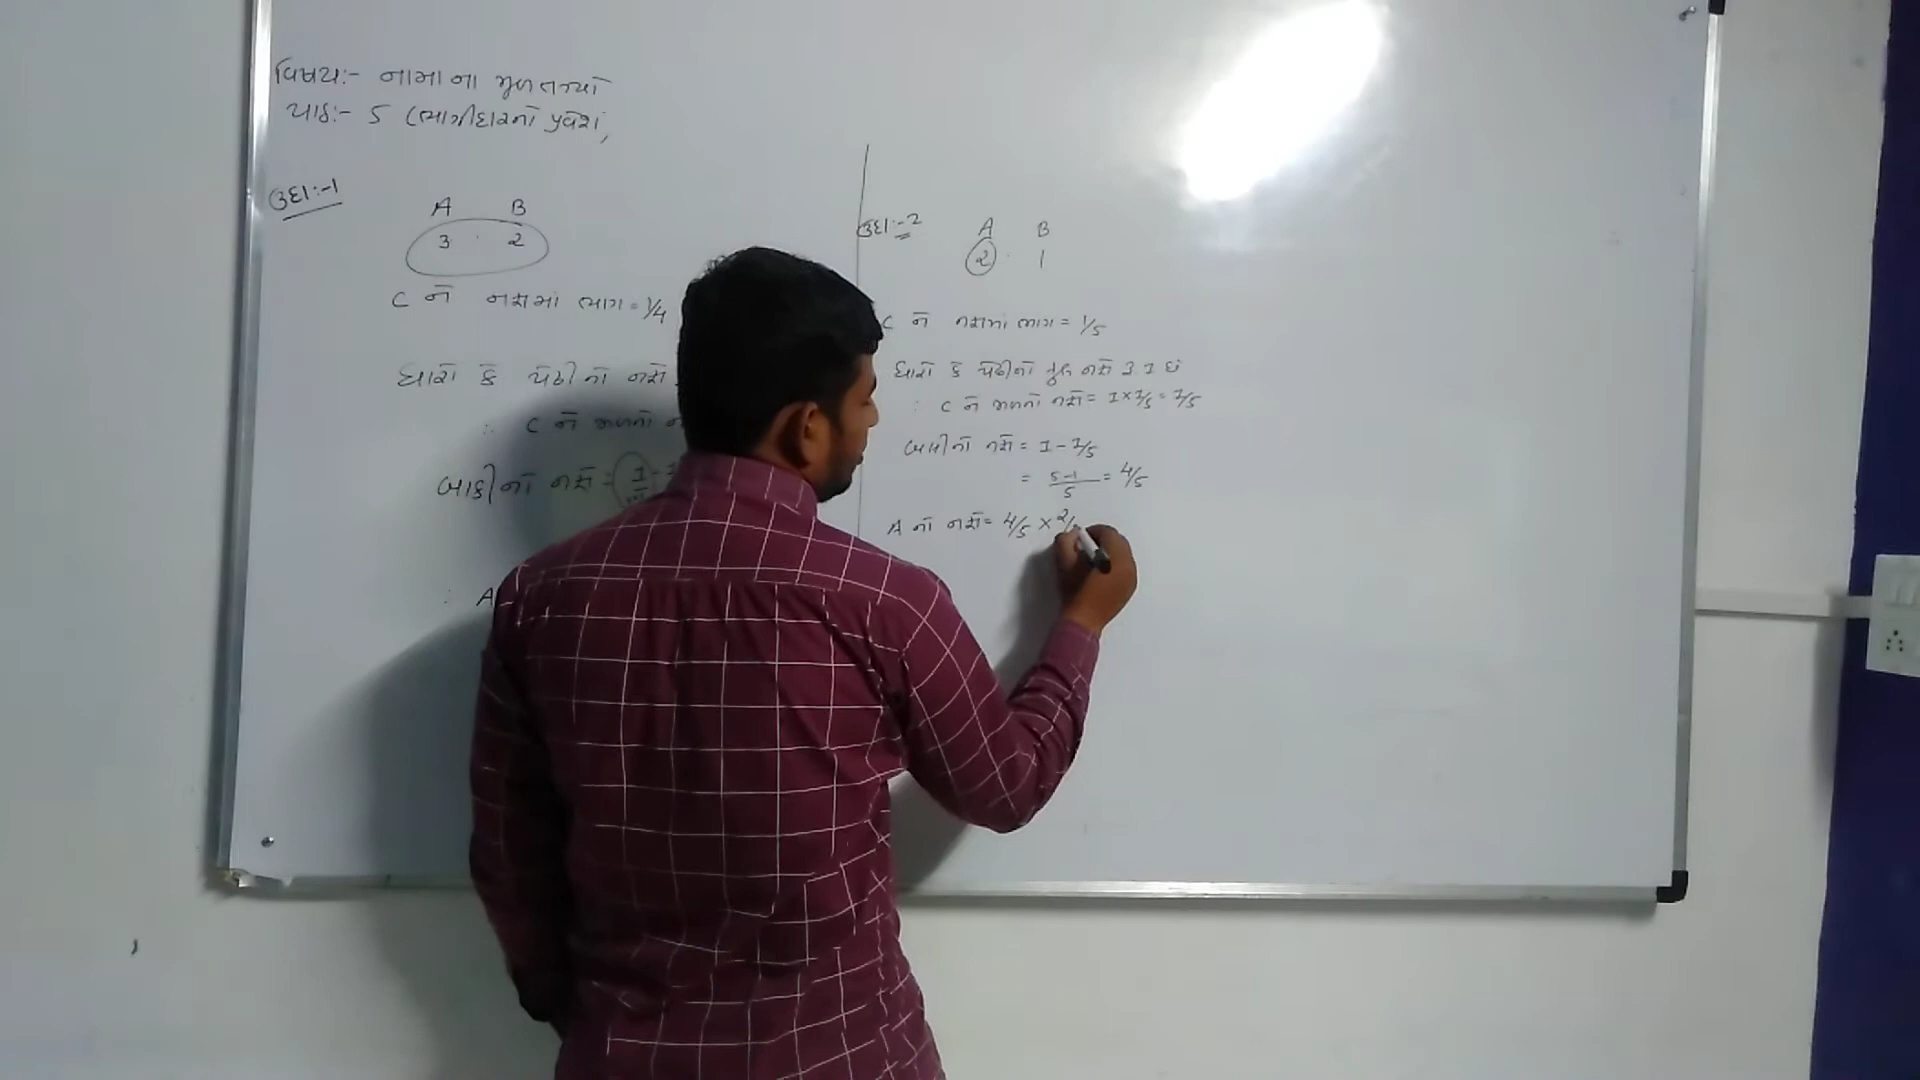 વિષય:- નામાના મૂળતત્ત્વો
પાઠ:- 5 (ભાગીદારનો પ્રવેશ)
ઉદા:-1
A B
3 2
C ને નફામાં ભાગ = 1/4
ધારો કે પેઢીનો નફો
∴ C ને મળતો
બાકીનો નફો = 1/1 -
∴ A
ઉદા:-2
A B
2 1
C ને નફામાં ભાગ = 1/5
ધારો કે પેઢીનો કુલ નફો રૂ. 1 છે
∴ C ને મળતો નફો = 1 × 1/5 = 1/5
બાકીનો નફો = 1 - 1/5
= 5-1/5 = 4/5
A નો નફો = 4/5 × 2/